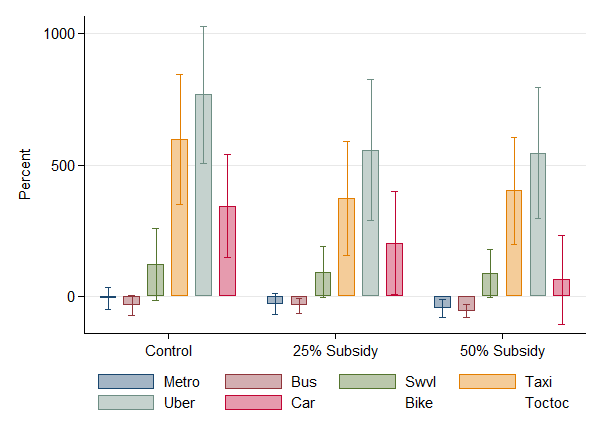 1000
500
0
Percent
Control 25% Subsidy 50% Subsidy
Metro Bus Swvl Taxi
Uber Car Bike Toctoc